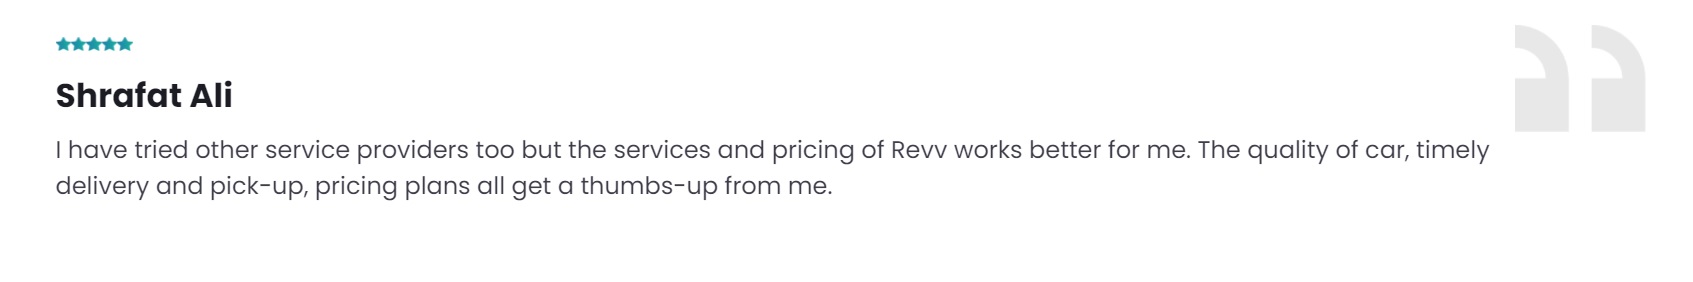 Shrafat Ali
I have tried other service providers too but the services and pricing of Revv works better for me. The quality of car, timely
delivery and pick-up, pricing plans all get a thumbs-up from me.